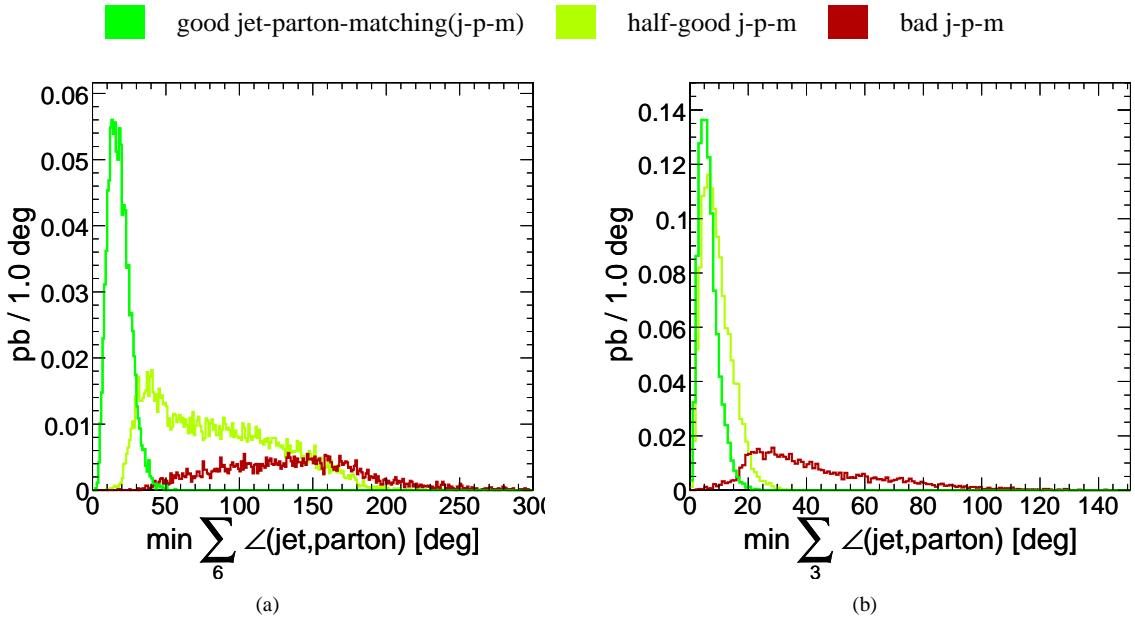 good jet-parton-matching(j-p-m) half-good j-p-m bad j-p-m
pb / 1.0 deg
0.06
0.05
0.04
0.03
0.02
0.01
0
0 50 100 150 200 250 300
min ∑ ∠(jet,parton) [deg]
6
(a)
pb / 1.0 deg
0.14
0.12
0.1
0.08
0.06
0.04
0.02
0
0 20 40 60 80 100 120 140
min ∑ ∠(jet,parton) [deg]
3
(b)